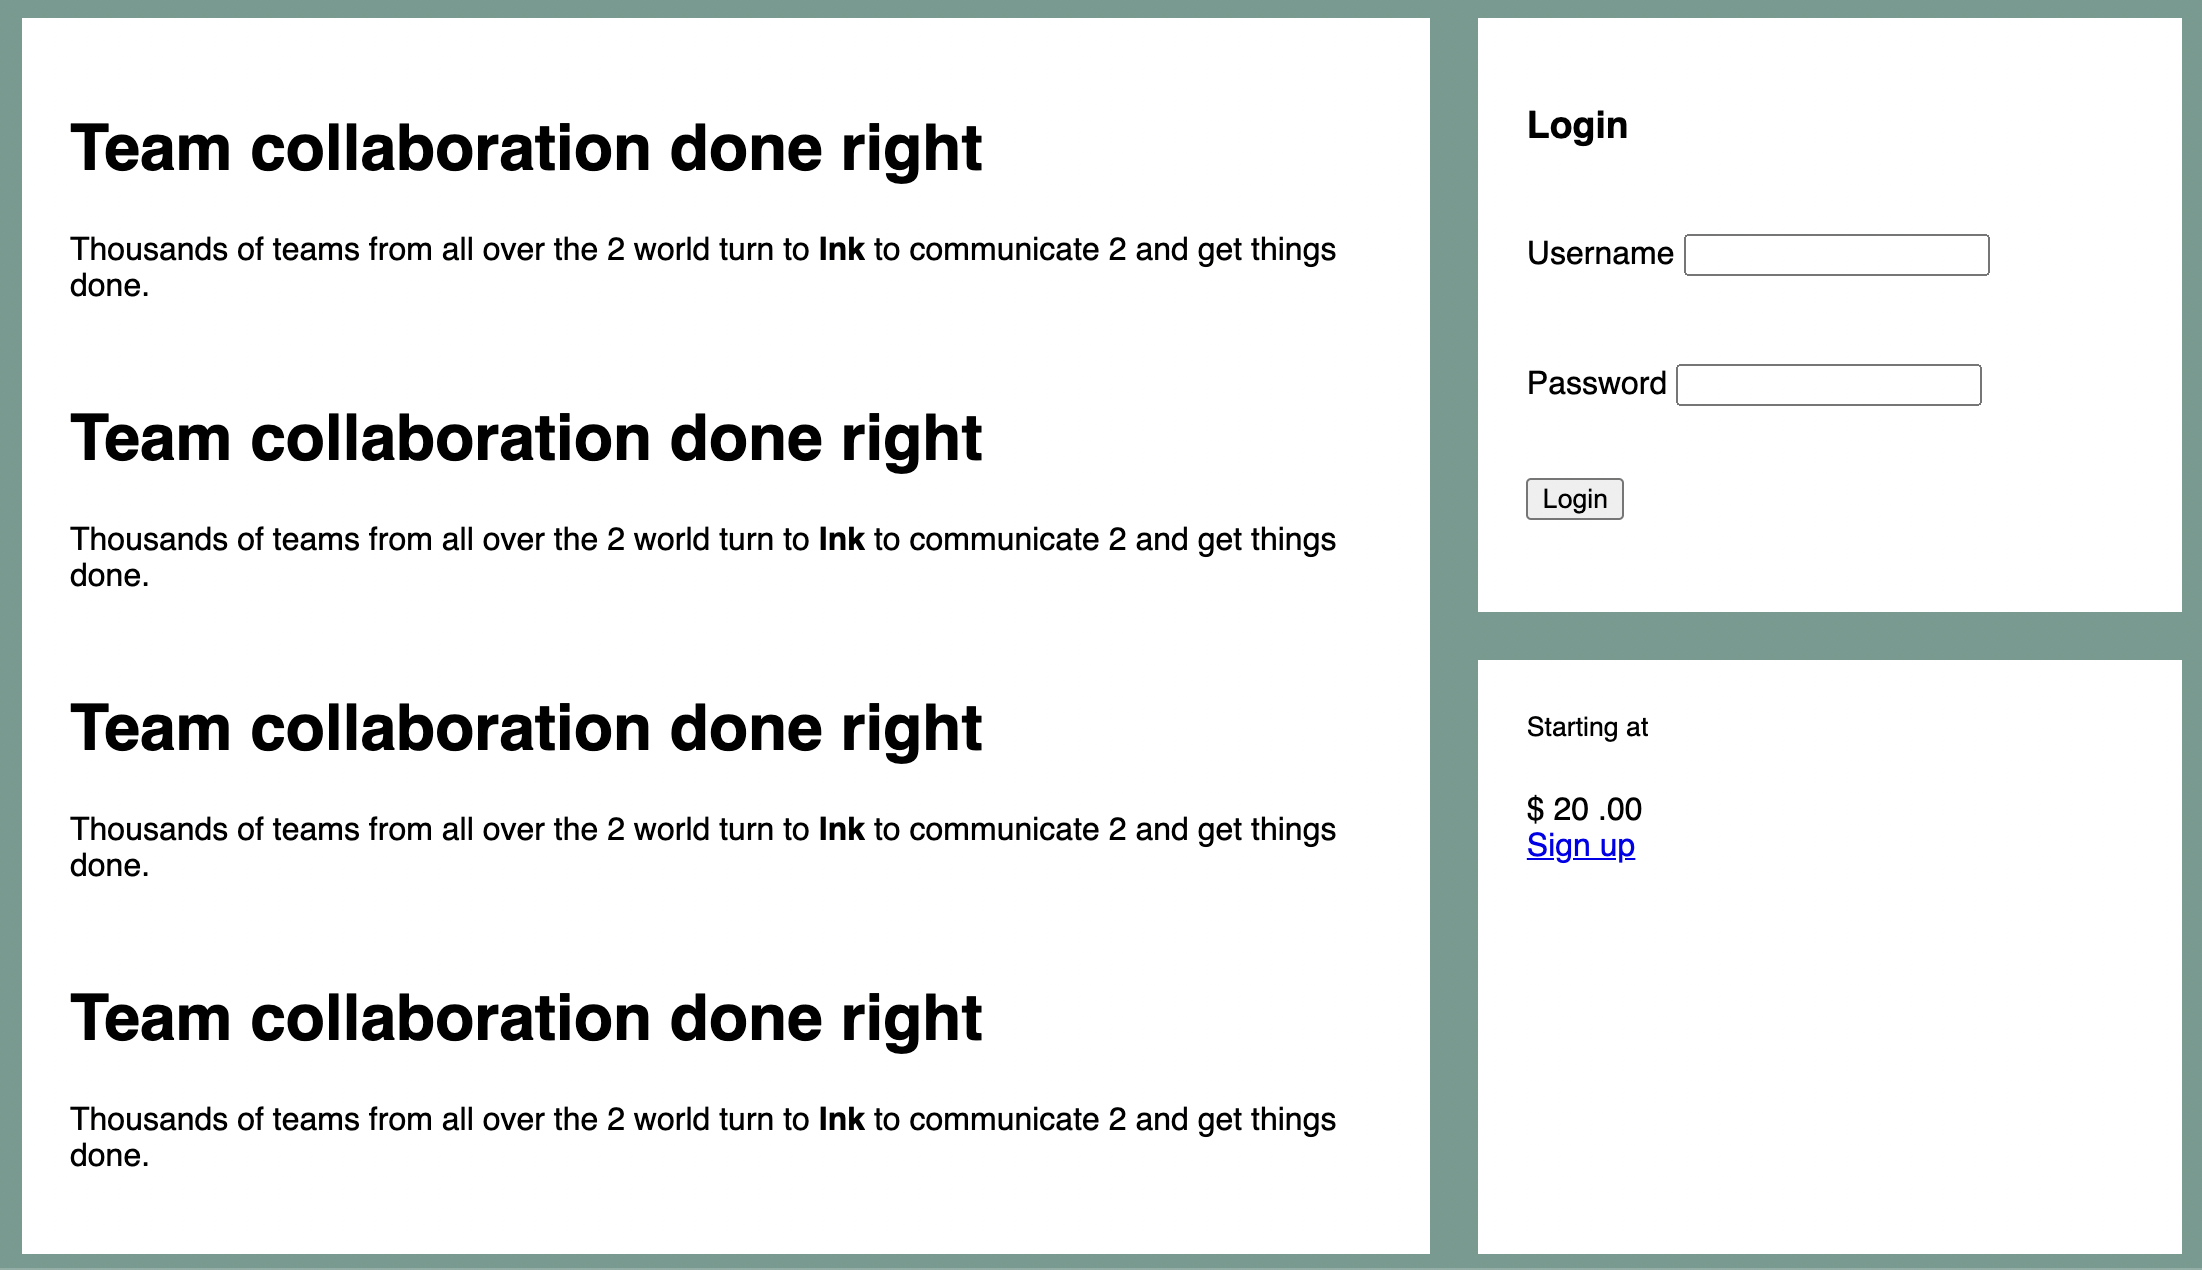 Team collaboration done right
Thousands of teams from all over the 2 world turn to Ink to communicate 2 and get things
done.
Team collaboration done right
Thousands of teams from all over the 2 world turn to Ink to communicate 2 and get things
done.
Team collaboration done right
Thousands of teams from all over the 2 world turn to Ink to communicate 2 and get things
done.
Team collaboration done right
Thousands of teams from all over the 2 world turn to Ink to communicate 2 and get things
done.
Login
Username
Password
Login
Starting at
$ 20 .00
Sign up